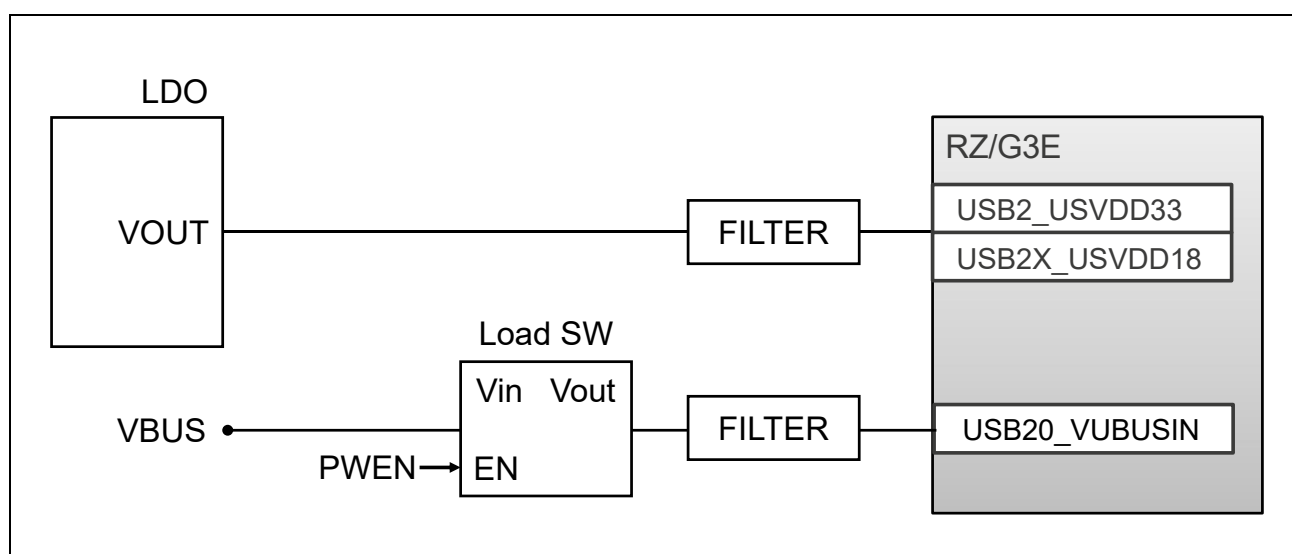 LDO
RZ/G3E
USB2_USVDD33
VOUT
FILTER
USB2X_USVDD18
Load SW
Vin Vout
VBUS
FILTER
USB20_VUBUSIN
PWEN
EN